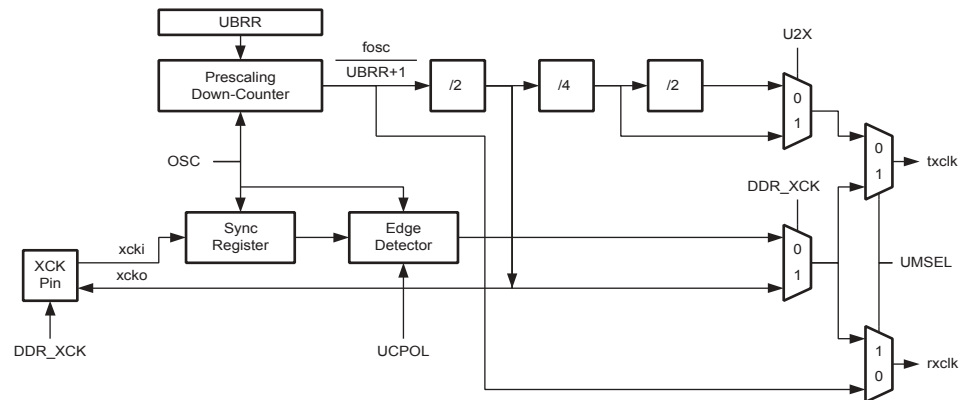 UBRR
fosc
UBRR+1
U2X
Prescaling
Down-Counter
/2
/4
/2
0
1
OSC
0
1
txclk
DDR_XCK
Sync
Register
Edge
Detector
xcki
0
1
XCK
Pin
xcko
UMSEL
DDR_XCK
UCPOL
1
0
rxclk